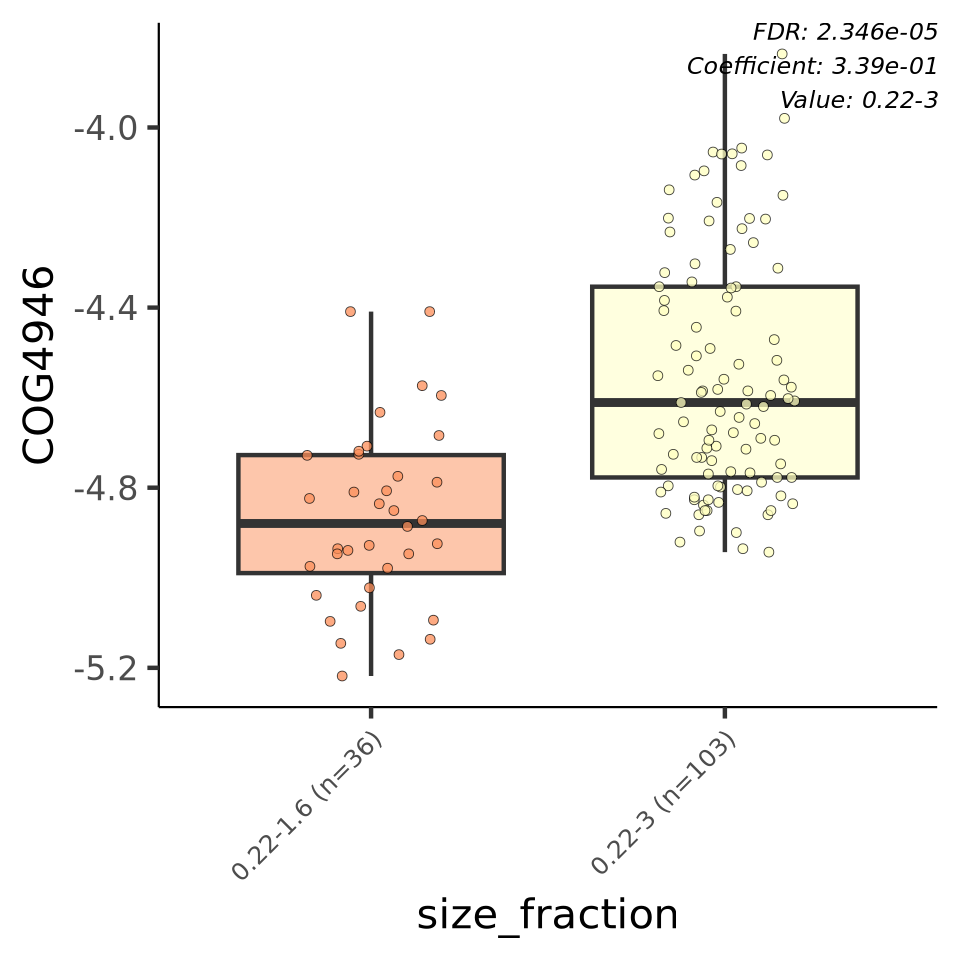 FDR: 2.346e-05
Coefficient: 3.39e-01
Value: 0.22-3
-4.0
-4.4
-4.8
-5.2
COG4946
0.22-1.6 (n=36)
0.22-3 (n=103)
size_fraction